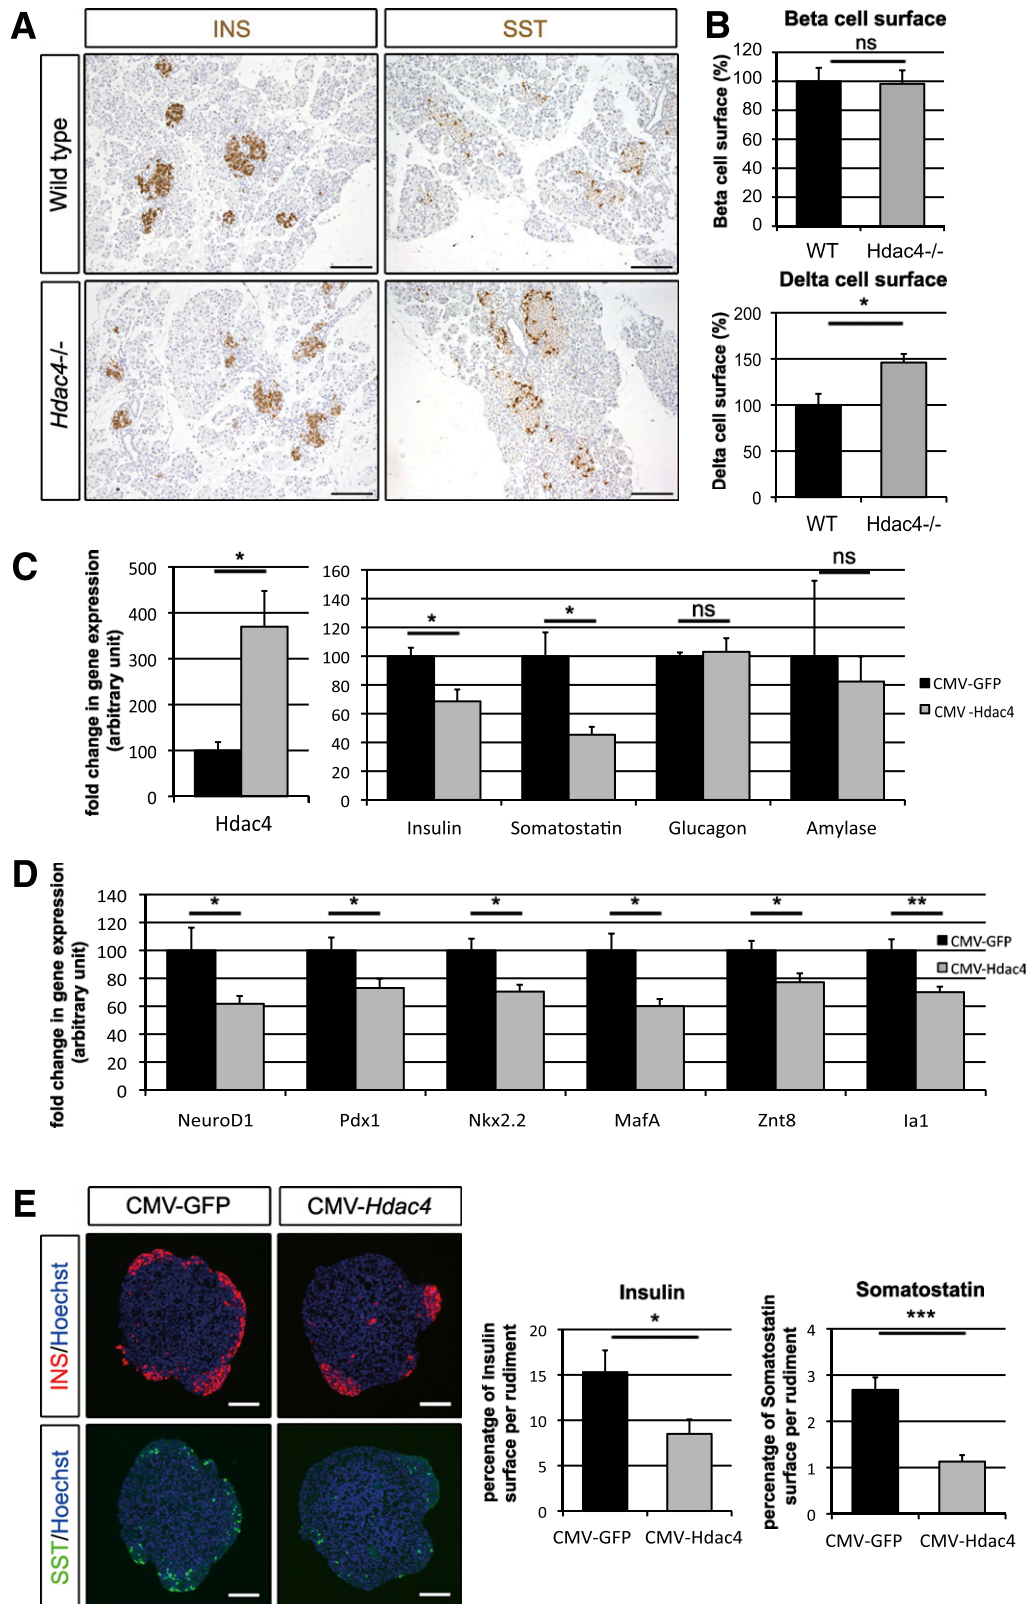 A
INS
SST
Wild type
Hdac4-/-
B
Beta cell surface
ns
Beta cell surface (%)
120
100
80
60
40
20
0
WT
Hdac4-/-
Delta cell surface
*
Delta cell surface (%)
200
150
100
50
0
WT
Hdac4-/-
C
fold change in gene expression
(arbitrary unit)
500
400
300
200
100
0
*
Hdac4
160
140
120
100
80
60
40
20
0
*
*
ns
ns
Insulin
Somatostatin
Glucagon
Amylase
CMV-GFP
CMV -Hdac4
D
fold change in gene expression
(arbitrary unit)
140
120
100
80
60
40
20
0
*
*
*
*
*
**
CMV-GFP
CMV-Hdac4
NeuroD1
Pdx1
Nkx2.2
MafA
Znt8
Ia1
E
CMV-GFP
CMV-Hdac4
INS/Hoechst
SST/Hoechst
Insulin
*
percenatge of Insulin
surface per rudiment
20
15
10
5
0
CMV-GFP
CMV-Hdac4
Somatostatin
***
percenatge of Somatostatin
surface per rudiment
4
3
2
1
0
CMV-GFP
CMV-Hdac4